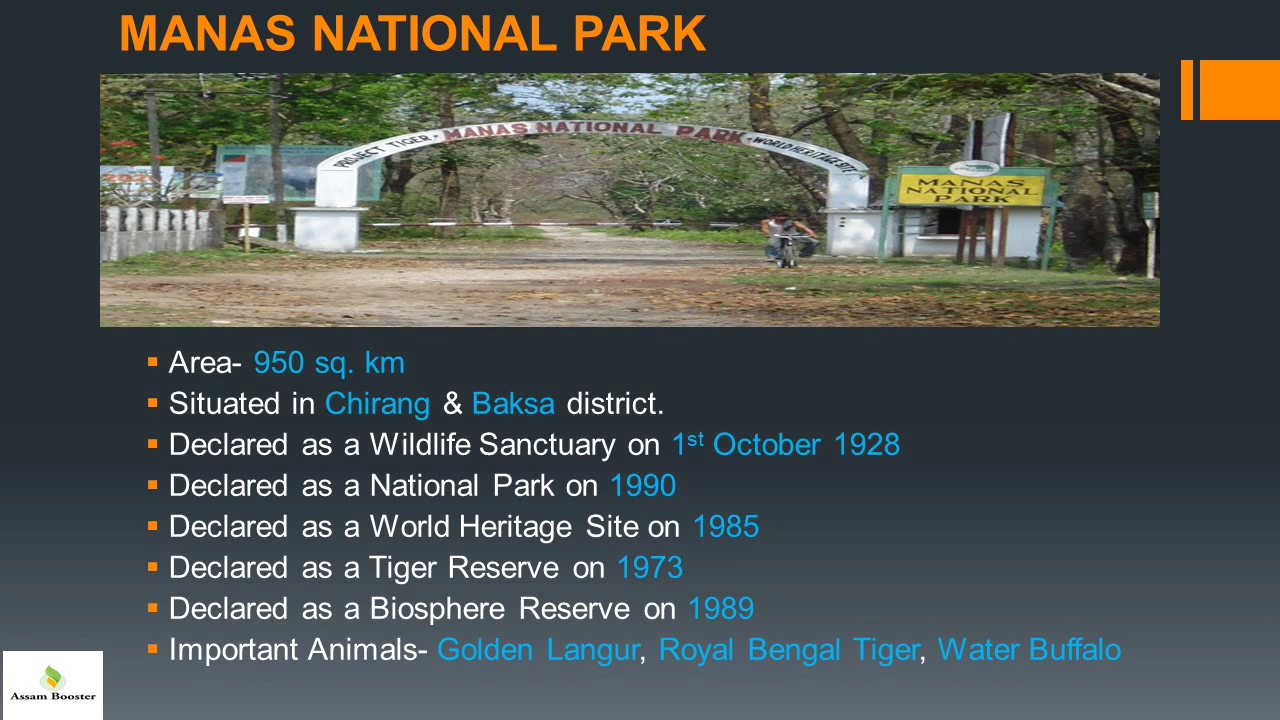 MANAS NATIONAL PARK
PROJECT TIGER · MANAS NATIONAL PARK · WORLD HERITAGE SITE
MANAS
NATIONAL
PARK
Area- 950 sq. km
Situated in Chirang & Baksa district.
Declared as a Wildlife Sanctuary on 1st October 1928
Declared as a National Park on 1990
Declared as a World Heritage Site on 1985
Declared as a Tiger Reserve on 1973
Declared as a Biosphere Reserve on 1989
Important Animals- Golden Langur, Royal Bengal Tiger, Water Buffalo
Assam Booster